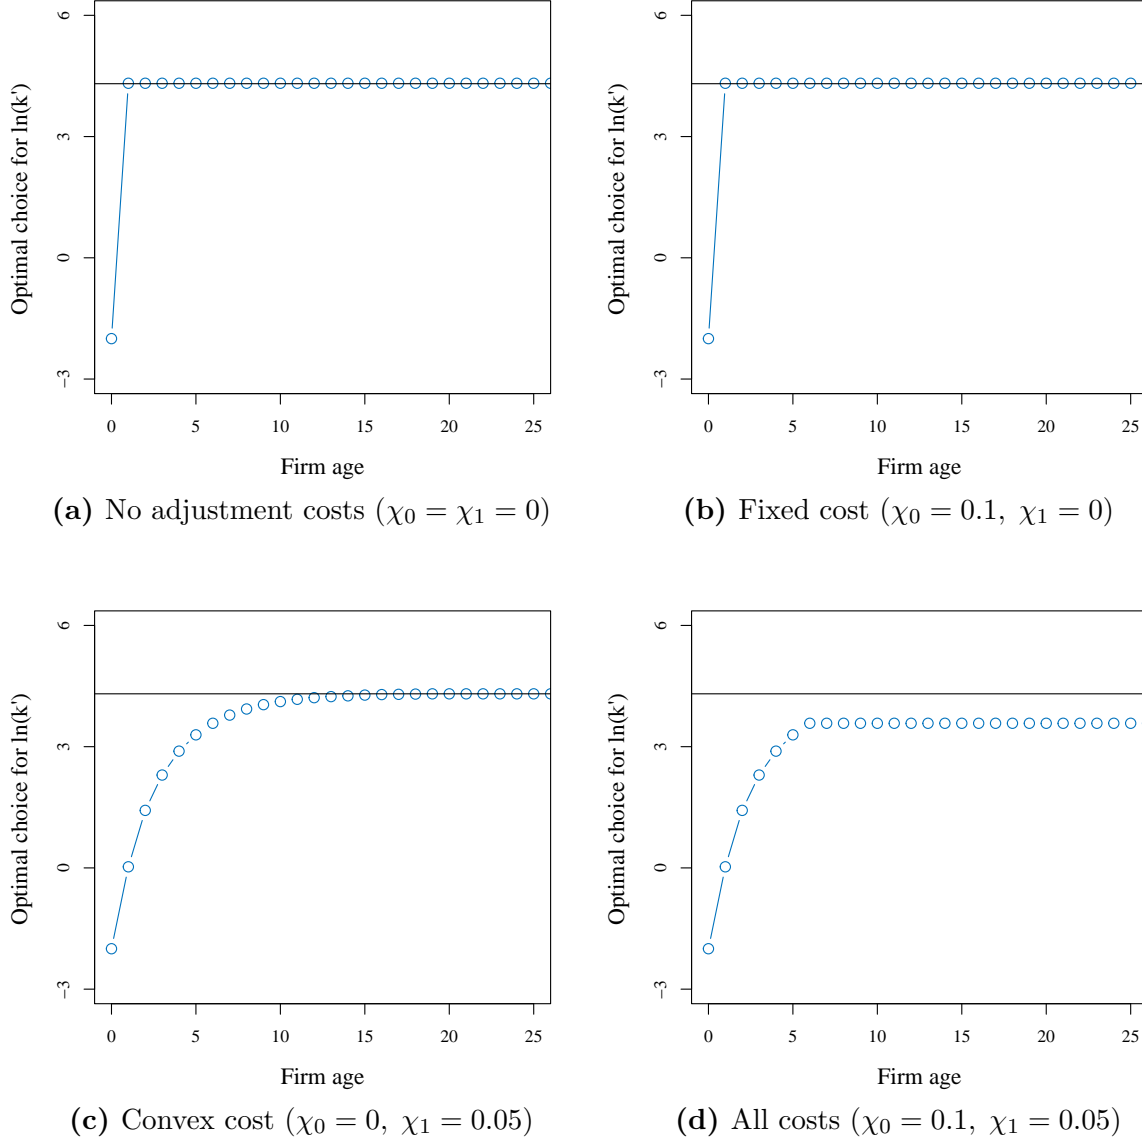 6
3
0
−3
Optimal choice for ln(k')
0 5 10 15 20 25
Firm age
(a) No adjustment costs (χ₀ = χ₁ = 0)
6
3
0
−3
Optimal choice for ln(k')
0 5 10 15 20 25
Firm age
(b) Fixed cost (χ₀ = 0.1, χ₁ = 0)
6
3
0
−3
Optimal choice for ln(k')
0 5 10 15 20 25
Firm age
(c) Convex cost (χ₀ = 0, χ₁ = 0.05)
6
3
0
−3
Optimal choice for ln(k')
0 5 10 15 20 25
Firm age
(d) All costs (χ₀ = 0.1, χ₁ = 0.05)